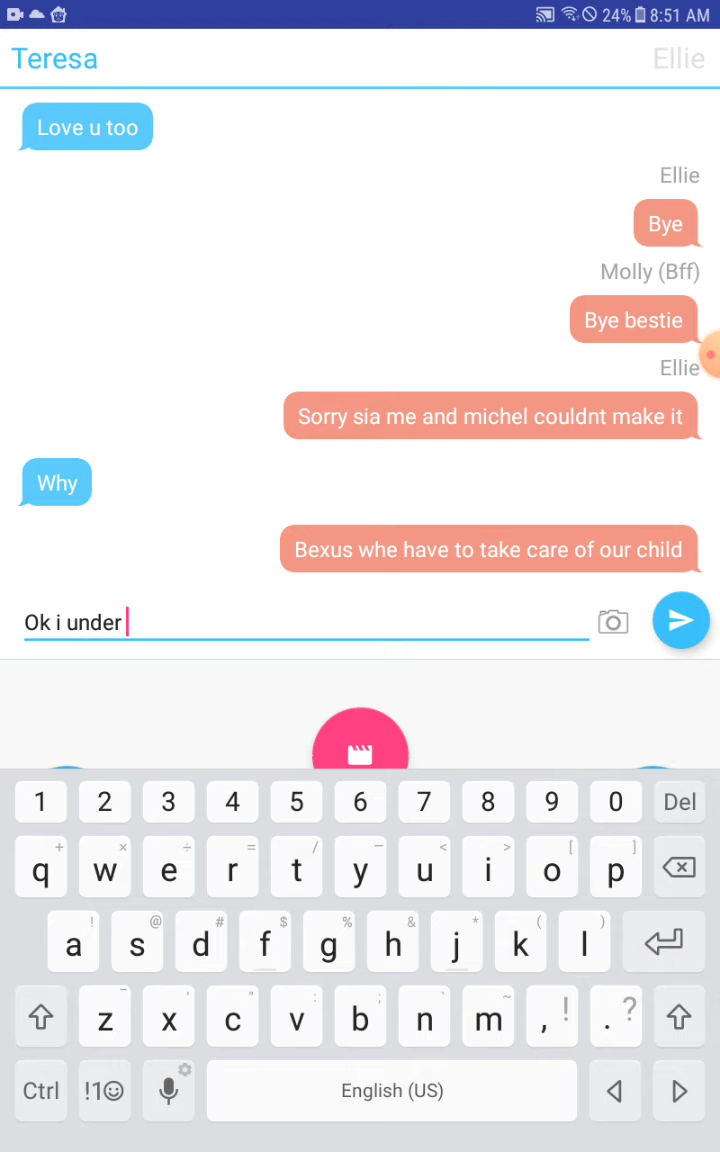 24% 8:51 AM
Teresa Ellie
Love u too
Ellie
Bye
Molly (Bff)
Bye bestie
Ellie
Sorry sia me and michel couldnt make it
Why
Bexus whe have to take care of our child
Ok i under
1 2 3 4 5 6 7 8 9 0 Del
+ × ÷ = / _ < > [ ]
q w e r t y u i o p
! @ # $ % & * ( )
a s d f g h j k l
- ' " : ; ` ~ ! ?
z x c v b n m , .
Ctrl !1☺ English (US)